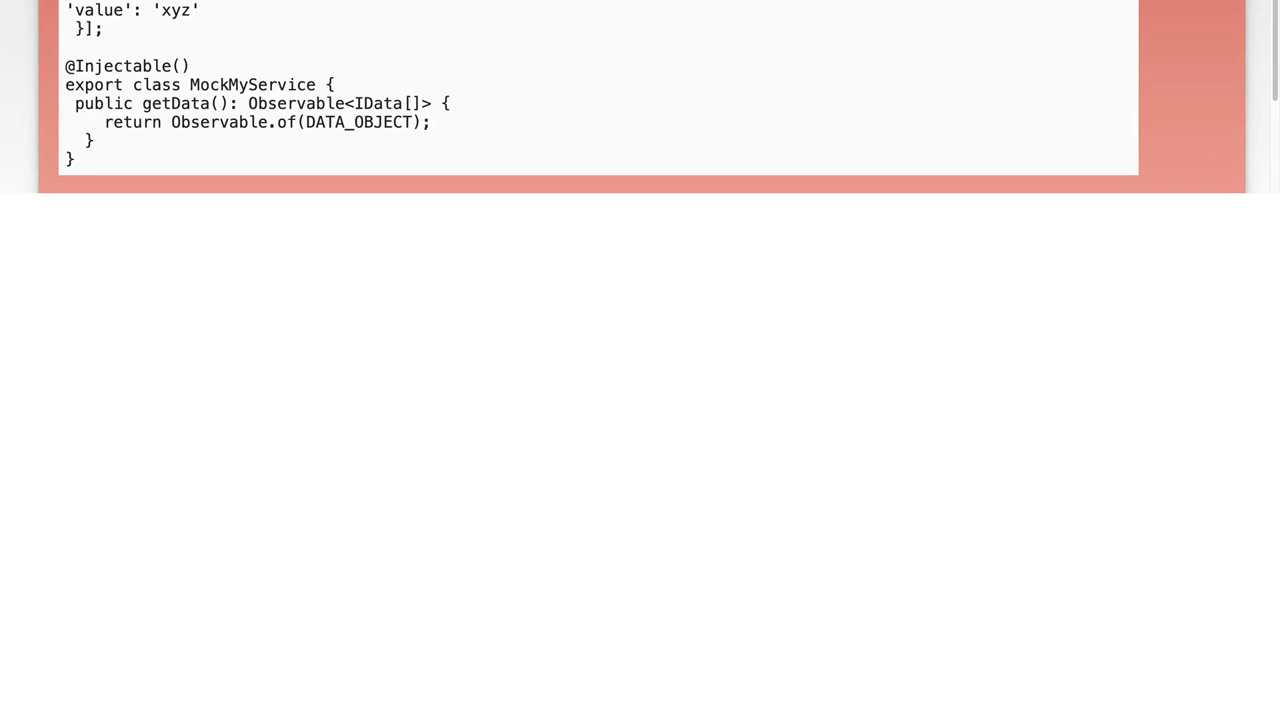 'value': 'xyz'
}];
@Injectable()
export class MockMyService {
public getData(): Observable<IData[]> {
return Observable.of(DATA_OBJECT);
}
}